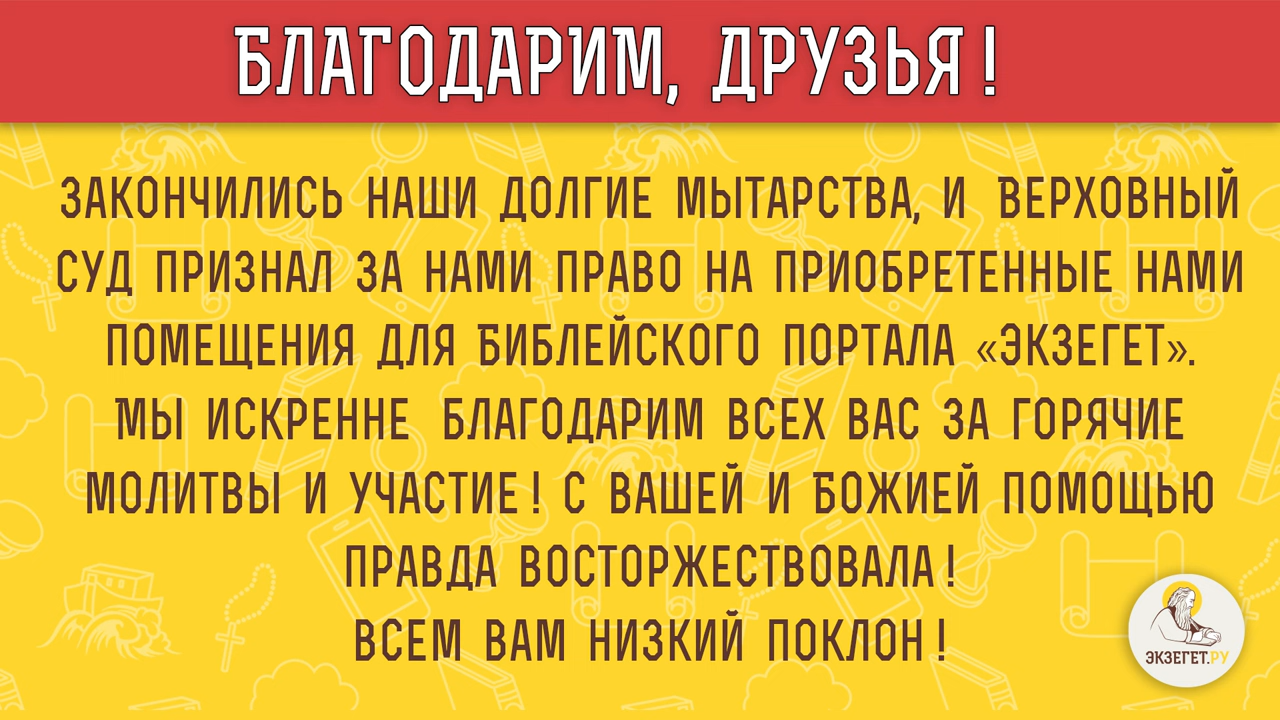 БЛАГОДАРИМ, ДРУЗЬЯ!
ЗАКОНЧИЛИСЬ НАШИ ДОЛГИЕ МЫТАРСТВА, И ВЕРХОВНЫЙ
СУД ПРИЗНАЛ ЗА НАМИ ПРАВО НА ПРИОБРЕТЕННЫЕ НАМИ
ПОМЕЩЕНИЯ ДЛЯ БИБЛЕЙСКОГО ПОРТАЛА «ЭКЗЕГЕТ».
МЫ ИСКРЕННЕ БЛАГОДАРИМ ВСЕХ ВАС ЗА ГОРЯЧИЕ
МОЛИТВЫ И УЧАСТИЕ! С ВАШЕЙ И БОЖИЕЙ ПОМОЩЬЮ
ПРАВДА ВОСТОРЖЕСТВОВАЛА!
ВСЕМ ВАМ НИЗКИЙ ПОКЛОН!
ЭКЗЕГЕТ.РУ